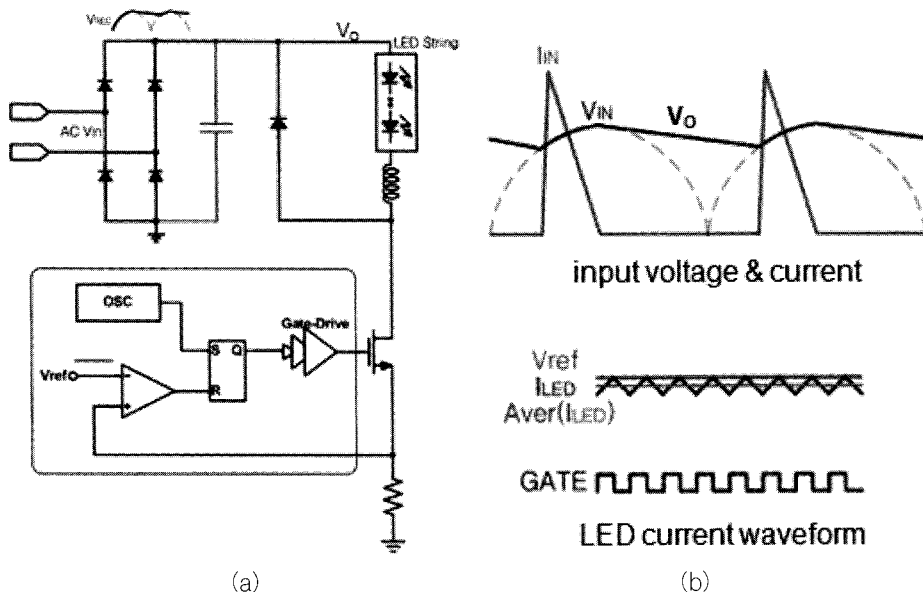 VREC
VO
LED String
AC Vin
OSC
Gate-Drive
S Q
R
Vref
IIN
VIN
VO
input voltage & current
Vref
ILED
Aver(ILED)
GATE
LED current waveform
(a)
(b)